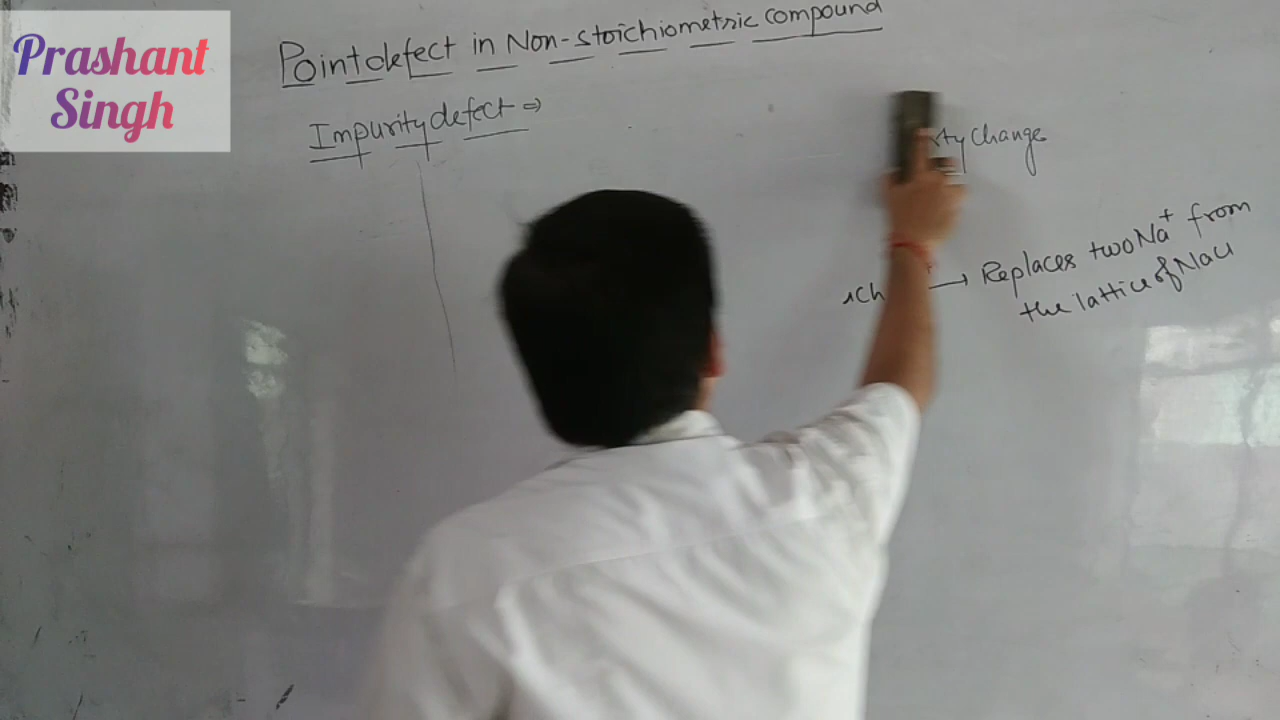 Prashant
Singh
Point defect in Non-stoichiometric compound
Impurity defect ⇒
Change
→ Replaces two Na⁺ from
the lattice of NaCl